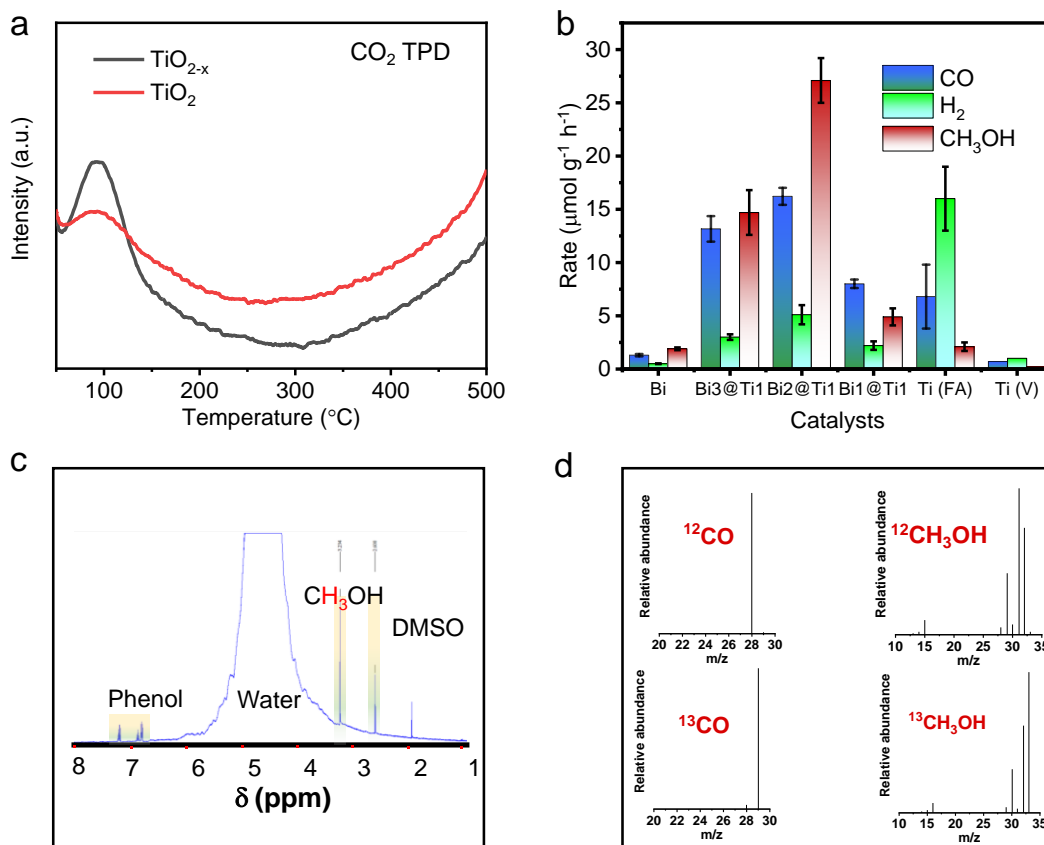 a
CO₂ TPD
TiO₂₋ₓ
TiO₂
Intensity (a.u.)
100 200 300 400 500
Temperature (°C)
b
30
25
20
15
10
5
0
Rate (μmol g⁻¹ h⁻¹)
CO
H₂
CH₃OH
Bi Bi3@Ti1 Bi2@Ti1 Bi1@Ti1 Ti (FA) Ti (V)
Catalysts
c
CH₃OH
DMSO
Phenol
Water
8 7 6 5 4 3 2 1
δ (ppm)
d
Relative abundance
¹²CO
20 22 24 26 28 30
m/z
Relative abundance
¹²CH₃OH
10 15 20 25 30 35
m/z
Relative abundance
¹³CO
20 22 24 26 28 30
m/z
Relative abundance
¹³CH₃OH
10 15 20 25 30 35
m/z